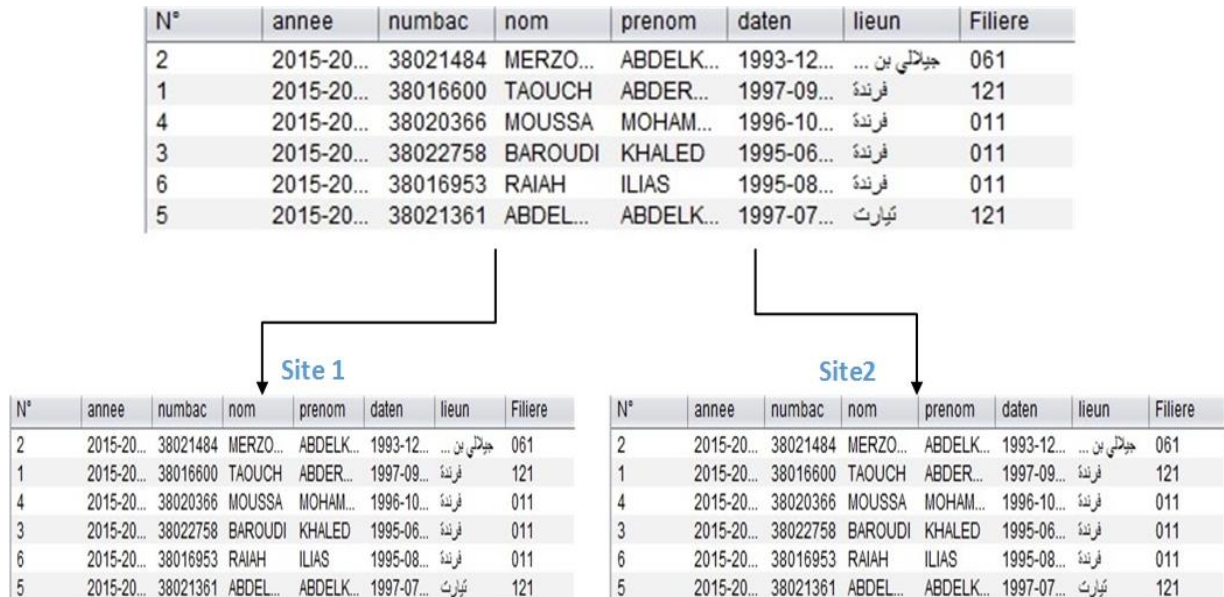 N° annee numbac nom prenom daten lieun Filiere
2 2015-20... 38021484 MERZO... ABDELK... 1993-12... جيلالي بن ... 061
1 2015-20... 38016600 TAOUCH ABDER... 1997-09... فرندة 121
4 2015-20... 38020366 MOUSSA MOHAM... 1996-10... فرندة 011
3 2015-20... 38022758 BAROUDI KHALED 1995-06... فرندة 011
6 2015-20... 38016953 RAIAH ILIAS 1995-08... فرندة 011
5 2015-20... 38021361 ABDEL... ABDELK... 1997-07... تيارت 121
Site 1
N° annee numbac nom prenom daten lieun Filiere
2 2015-20... 38021484 MERZO... ABDELK... 1993-12... جيلالي بن ... 061
1 2015-20... 38016600 TAOUCH ABDER... 1997-09... فرندة 121
4 2015-20... 38020366 MOUSSA MOHAM... 1996-10... فرندة 011
3 2015-20... 38022758 BAROUDI KHALED 1995-06... فرندة 011
6 2015-20... 38016953 RAIAH ILIAS 1995-08... فرندة 011
5 2015-20... 38021361 ABDEL... ABDELK... 1997-07... تيارت 121
Site2
N° annee numbac nom prenom daten lieun Filiere
2 2015-20... 38021484 MERZO... ABDELK... 1993-12... جيلالي بن ... 061
1 2015-20... 38016600 TAOUCH ABDER... 1997-09... فرندة 121
4 2015-20... 38020366 MOUSSA MOHAM... 1996-10... فرندة 011
3 2015-20... 38022758 BAROUDI KHALED 1995-06... فرندة 011
6 2015-20... 38016953 RAIAH ILIAS 1995-08... فرندة 011
5 2015-20... 38021361 ABDEL... ABDELK... 1997-07... تيارت 121